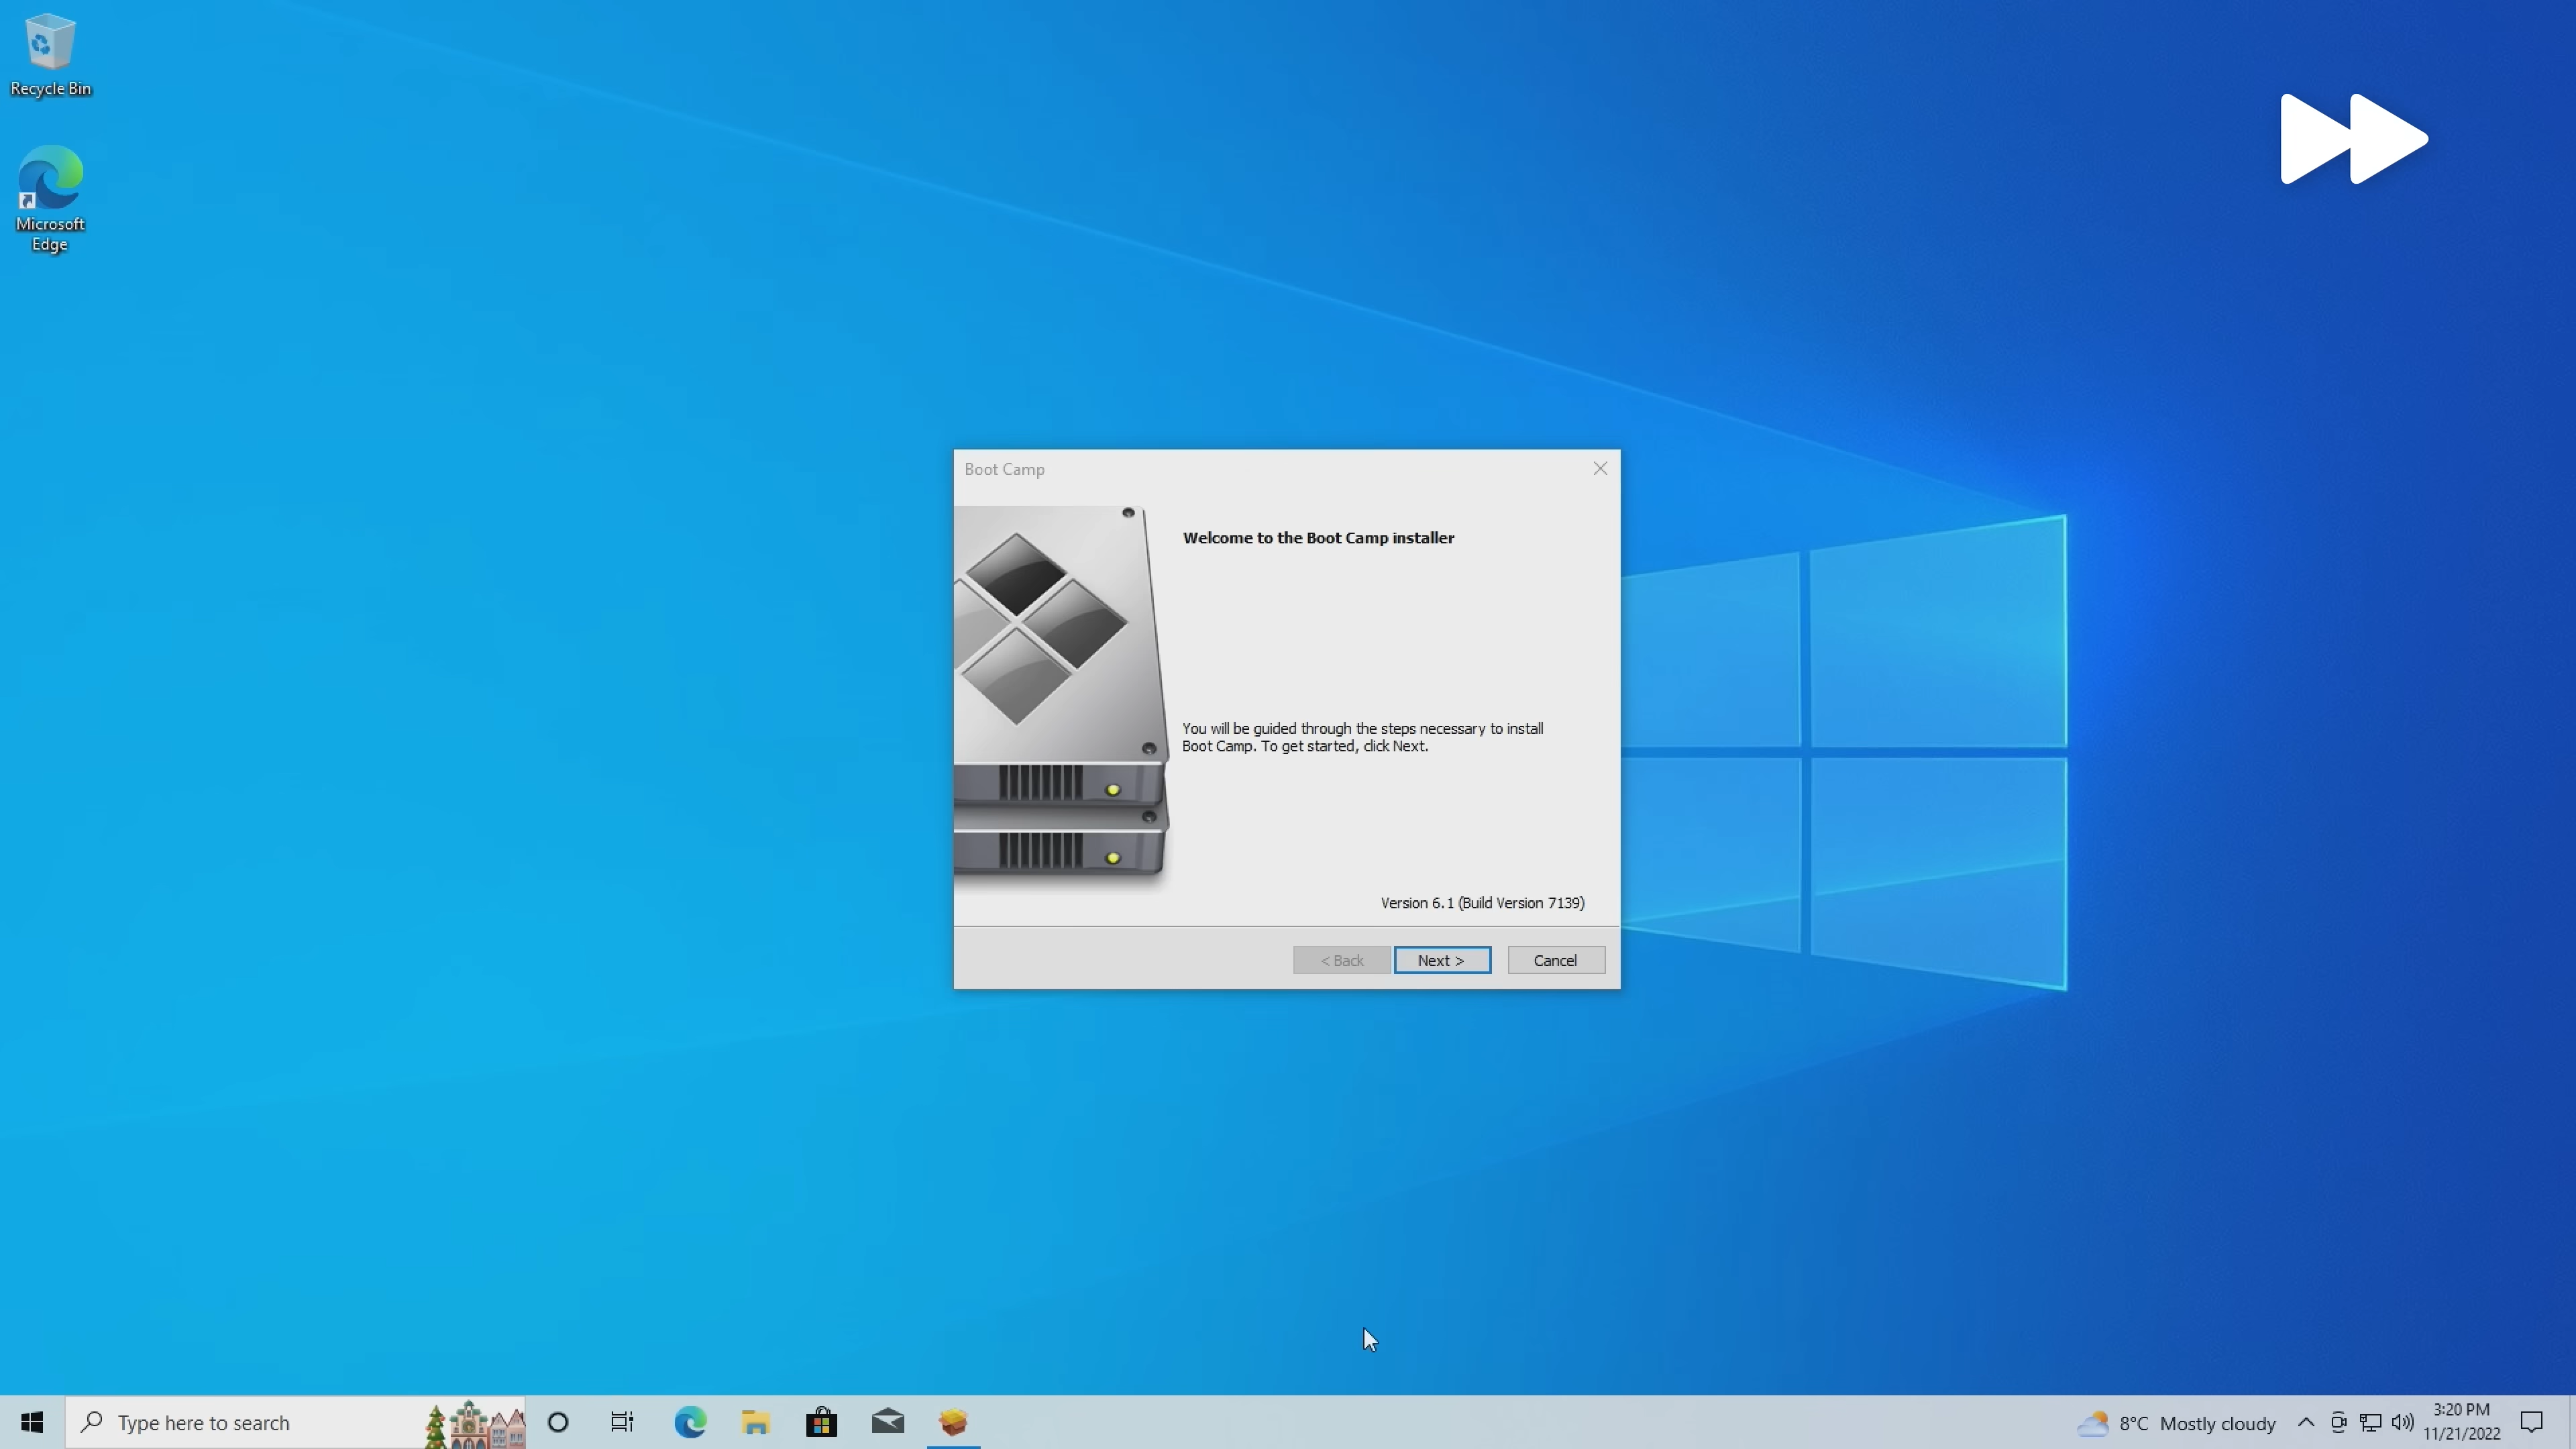 Recycle Bin
Microsoft
Edge
Boot Camp
Welcome to the Boot Camp installer
You will be guided through the steps necessary to install
Boot Camp. To get started, click Next.
Version 6.1 (Build Version 7139)
< Back
Next >
Cancel
Type here to search
8°C Mostly cloudy
3:20 PM
11/21/2022